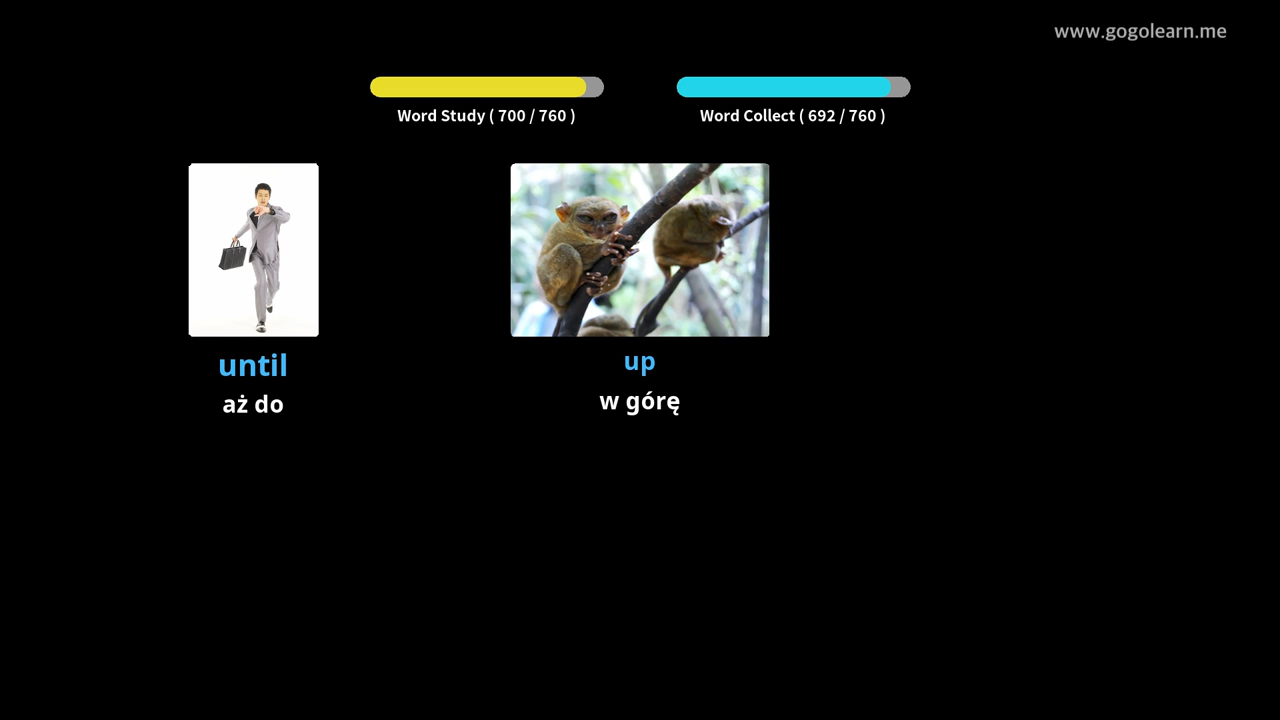 www.gogolearn.me
Word Study ( 700 / 760 )
Word Collect ( 692 / 760 )
until
aż do
up
w górę